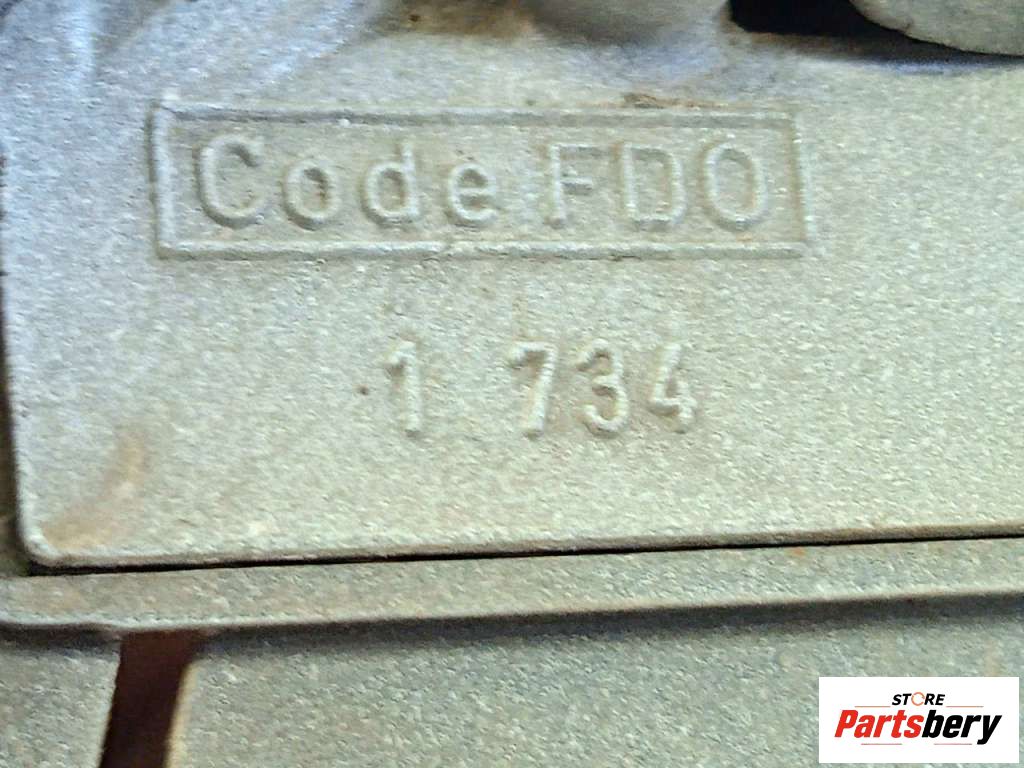 Code FDO
1 734
STORE
Partsbery